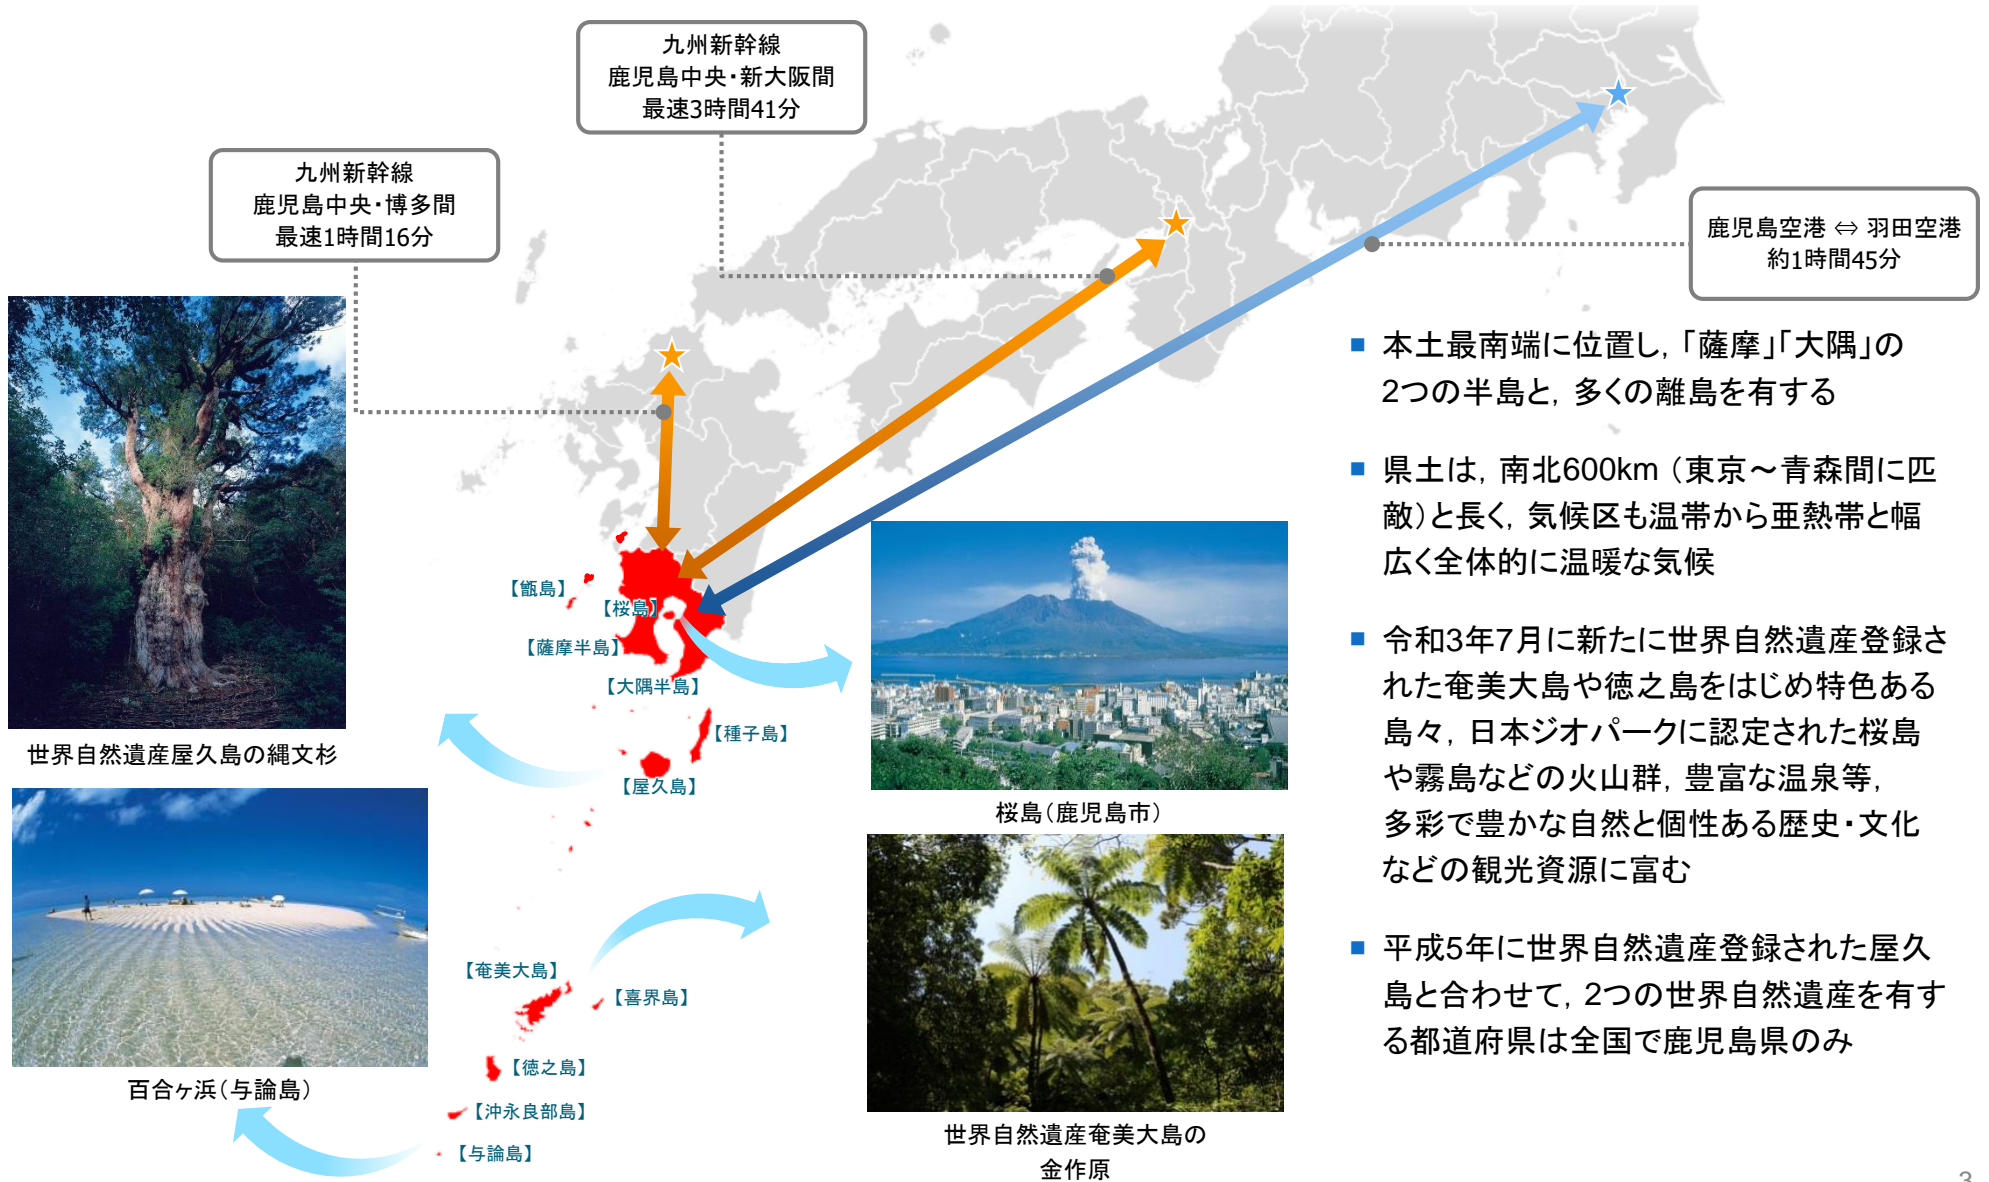 九州新幹線
鹿児島中央・新大阪間
最速3時間41分
九州新幹線
鹿児島中央・博多間
最速1時間16分
鹿児島空港 ⇔ 羽田空港
約1時間45分
世界自然遺産屋久島の縄文杉
百合ヶ浜（与論島）
【甑島】
【桜島】
【薩摩半島】
【大隅半島】
【種子島】
【屋久島】
【奄美大島】
【喜界島】
【徳之島】
【沖永良部島】
【与論島】
桜島（鹿児島市）
世界自然遺産奄美大島の
金作原
■ 本土最南端に位置し，「薩摩」「大隅」の
2つの半島と，多くの離島を有する
■ 県土は，南北600km（東京～青森間に匹
敵）と長く，気候区も温帯から亜熱帯と幅
広く全体的に温暖な気候
■ 令和3年7月に新たに世界自然遺産登録さ
れた奄美大島や徳之島をはじめ特色ある
島々，日本ジオパークに認定された桜島
や霧島などの火山群，豊富な温泉等，
多彩で豊かな自然と個性ある歴史・文化
などの観光資源に富む
■ 平成5年に世界自然遺産登録された屋久
島と合わせて，2つの世界自然遺産を有す
る都道府県は全国で鹿児島県のみ
3